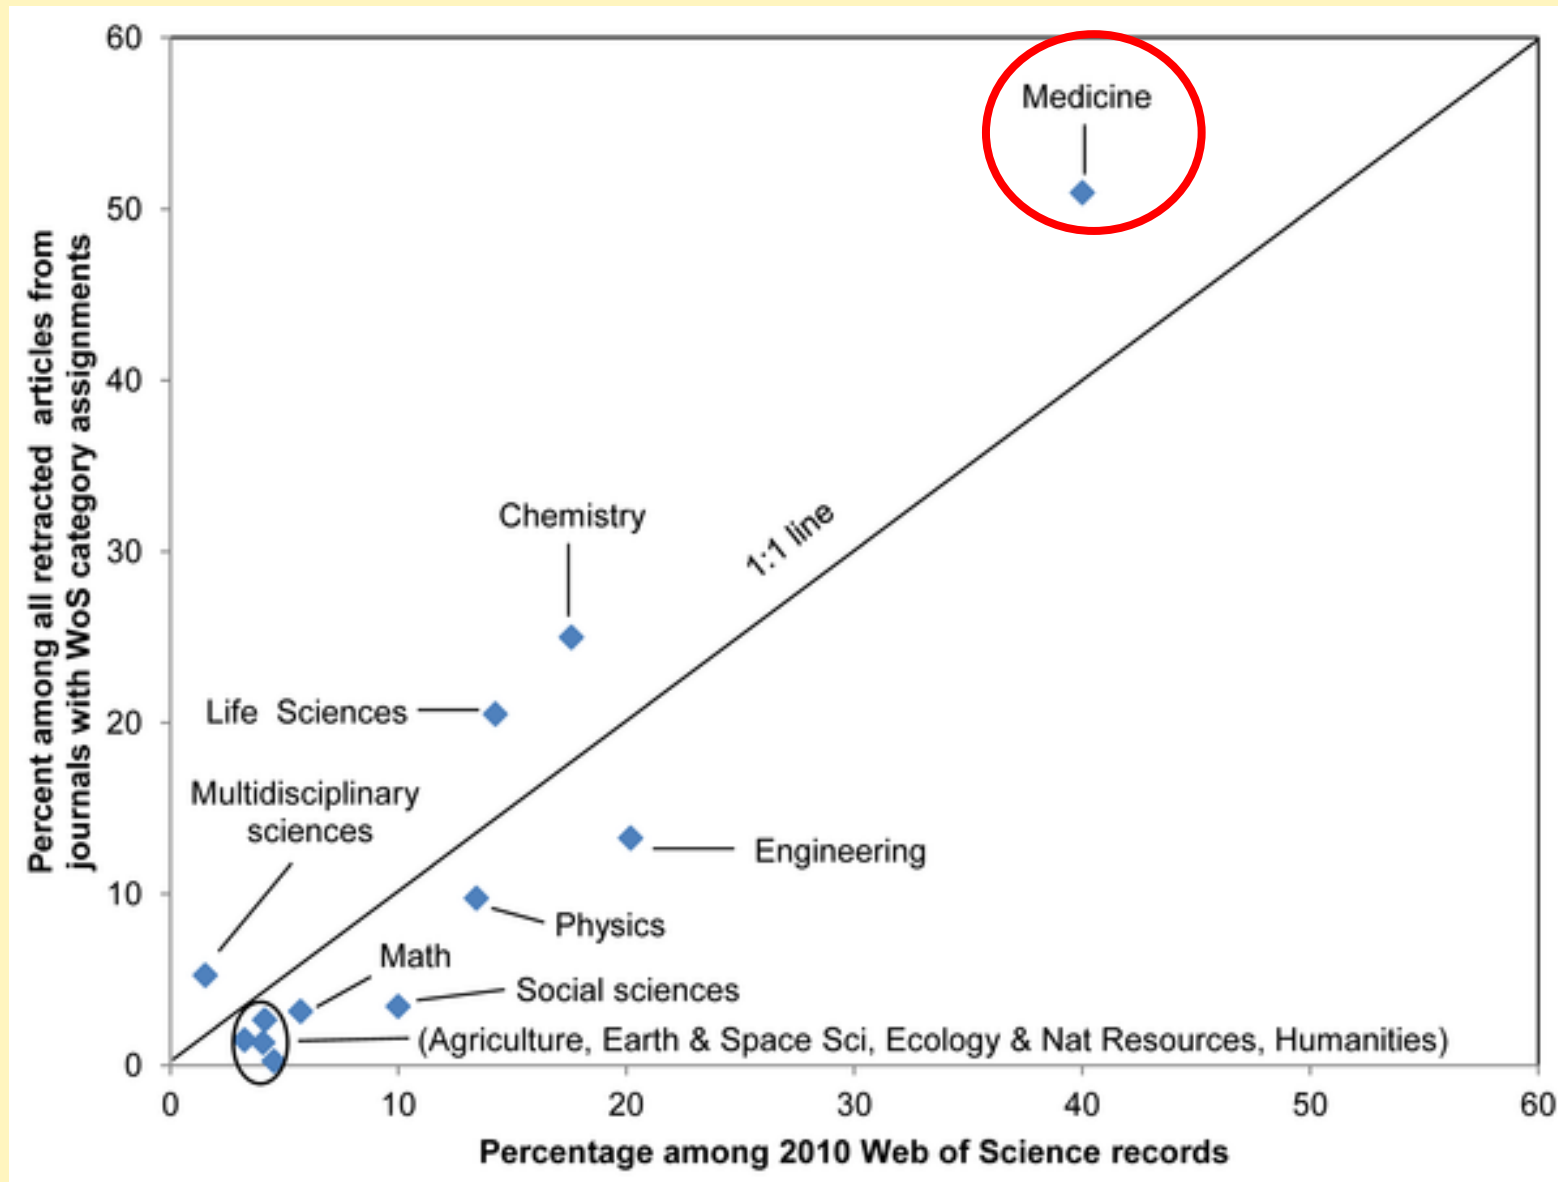 60
Medicine
50
40
Chemistry
30
1:1 line
Life Sciences
20
Multidisciplinary
sciences
Engineering
10
Physics
Math
Social sciences
(Agriculture, Earth & Space Sci, Ecology & Nat Resources, Humanities)
0
0 10 20 30 40 50 60
Percentage among 2010 Web of Science records
Percent among all retracted articles from
journals with WoS category assignments